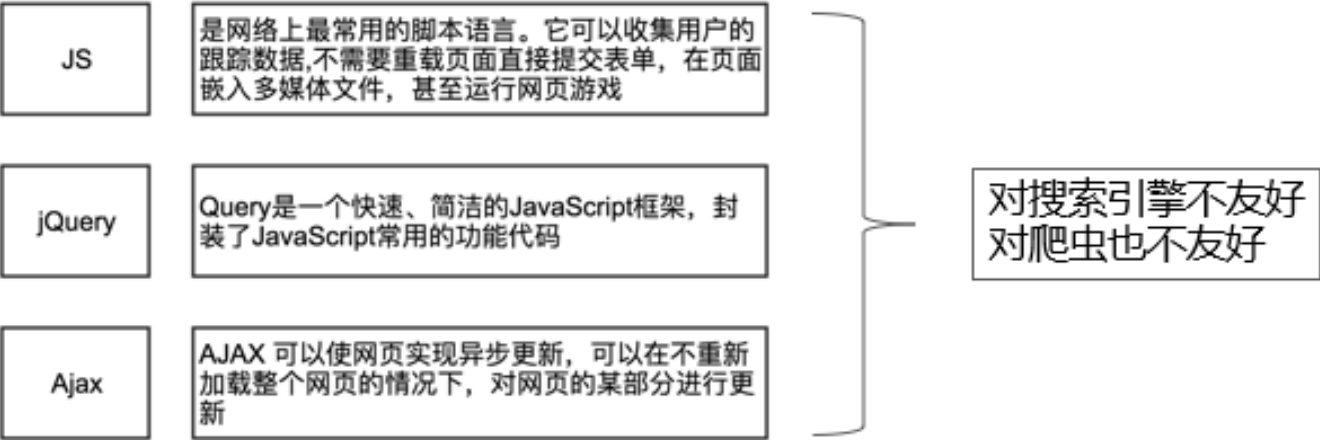 JS
是网络上最常用的脚本语言。它可以收集用户的
跟踪数据,不需要重载页面直接提交表单，在页面
嵌入多媒体文件，甚至运行网页游戏
jQuery
Query是一个快速、简洁的JavaScript框架，封
装了JavaScript常用的功能代码
Ajax
AJAX 可以使网页实现异步更新，可以在不重新
加载整个网页的情况下，对网页的某部分进行更
新
对搜索引擎不友好
对爬虫也不友好